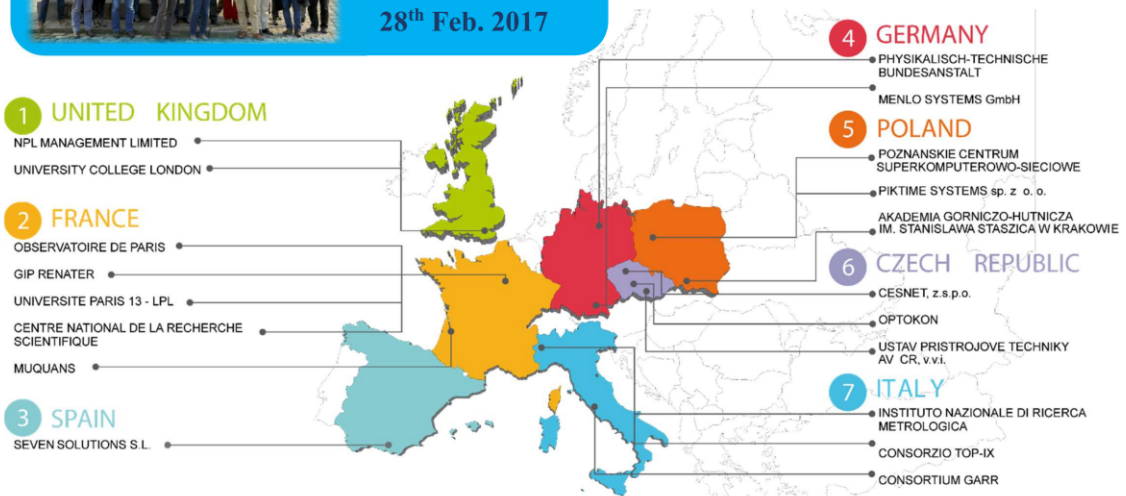 28th Feb. 2017
1 UNITED KINGDOM
NPL MANAGEMENT LIMITED
UNIVERSITY COLLEGE LONDON
2 FRANCE
OBSERVATOIRE DE PARIS
GIP RENATER
UNIVERSITE PARIS 13 - LPL
CENTRE NATIONAL DE LA RECHERCHE
SCIENTIFIQUE
MUQUANS
3 SPAIN
SEVEN SOLUTIONS S.L.
4 GERMANY
PHYSIKALISCH-TECHNISCHE
BUNDESANSTALT
MENLO SYSTEMS GmbH
5 POLAND
POZNANSKIE CENTRUM
SUPERKOMPUTEROWO-SIECIOWE
PIKTIME SYSTEMS sp. z o. o.
AKADEMIA GORNICZO-HUTNICZA
IM. STANISLAWA STASZICA W KRAKOWIE
6 CZECH REPUBLIC
CESNET, z.s.p.o.
OPTOKON
USTAV PRISTROJOVE TECHNIKY
AV CR, v.v.i.
7 ITALY
INSTITUTO NAZIONALE DI RICERCA
METROLOGICA
CONSORZIO TOP-IX
CONSORTIUM GARR